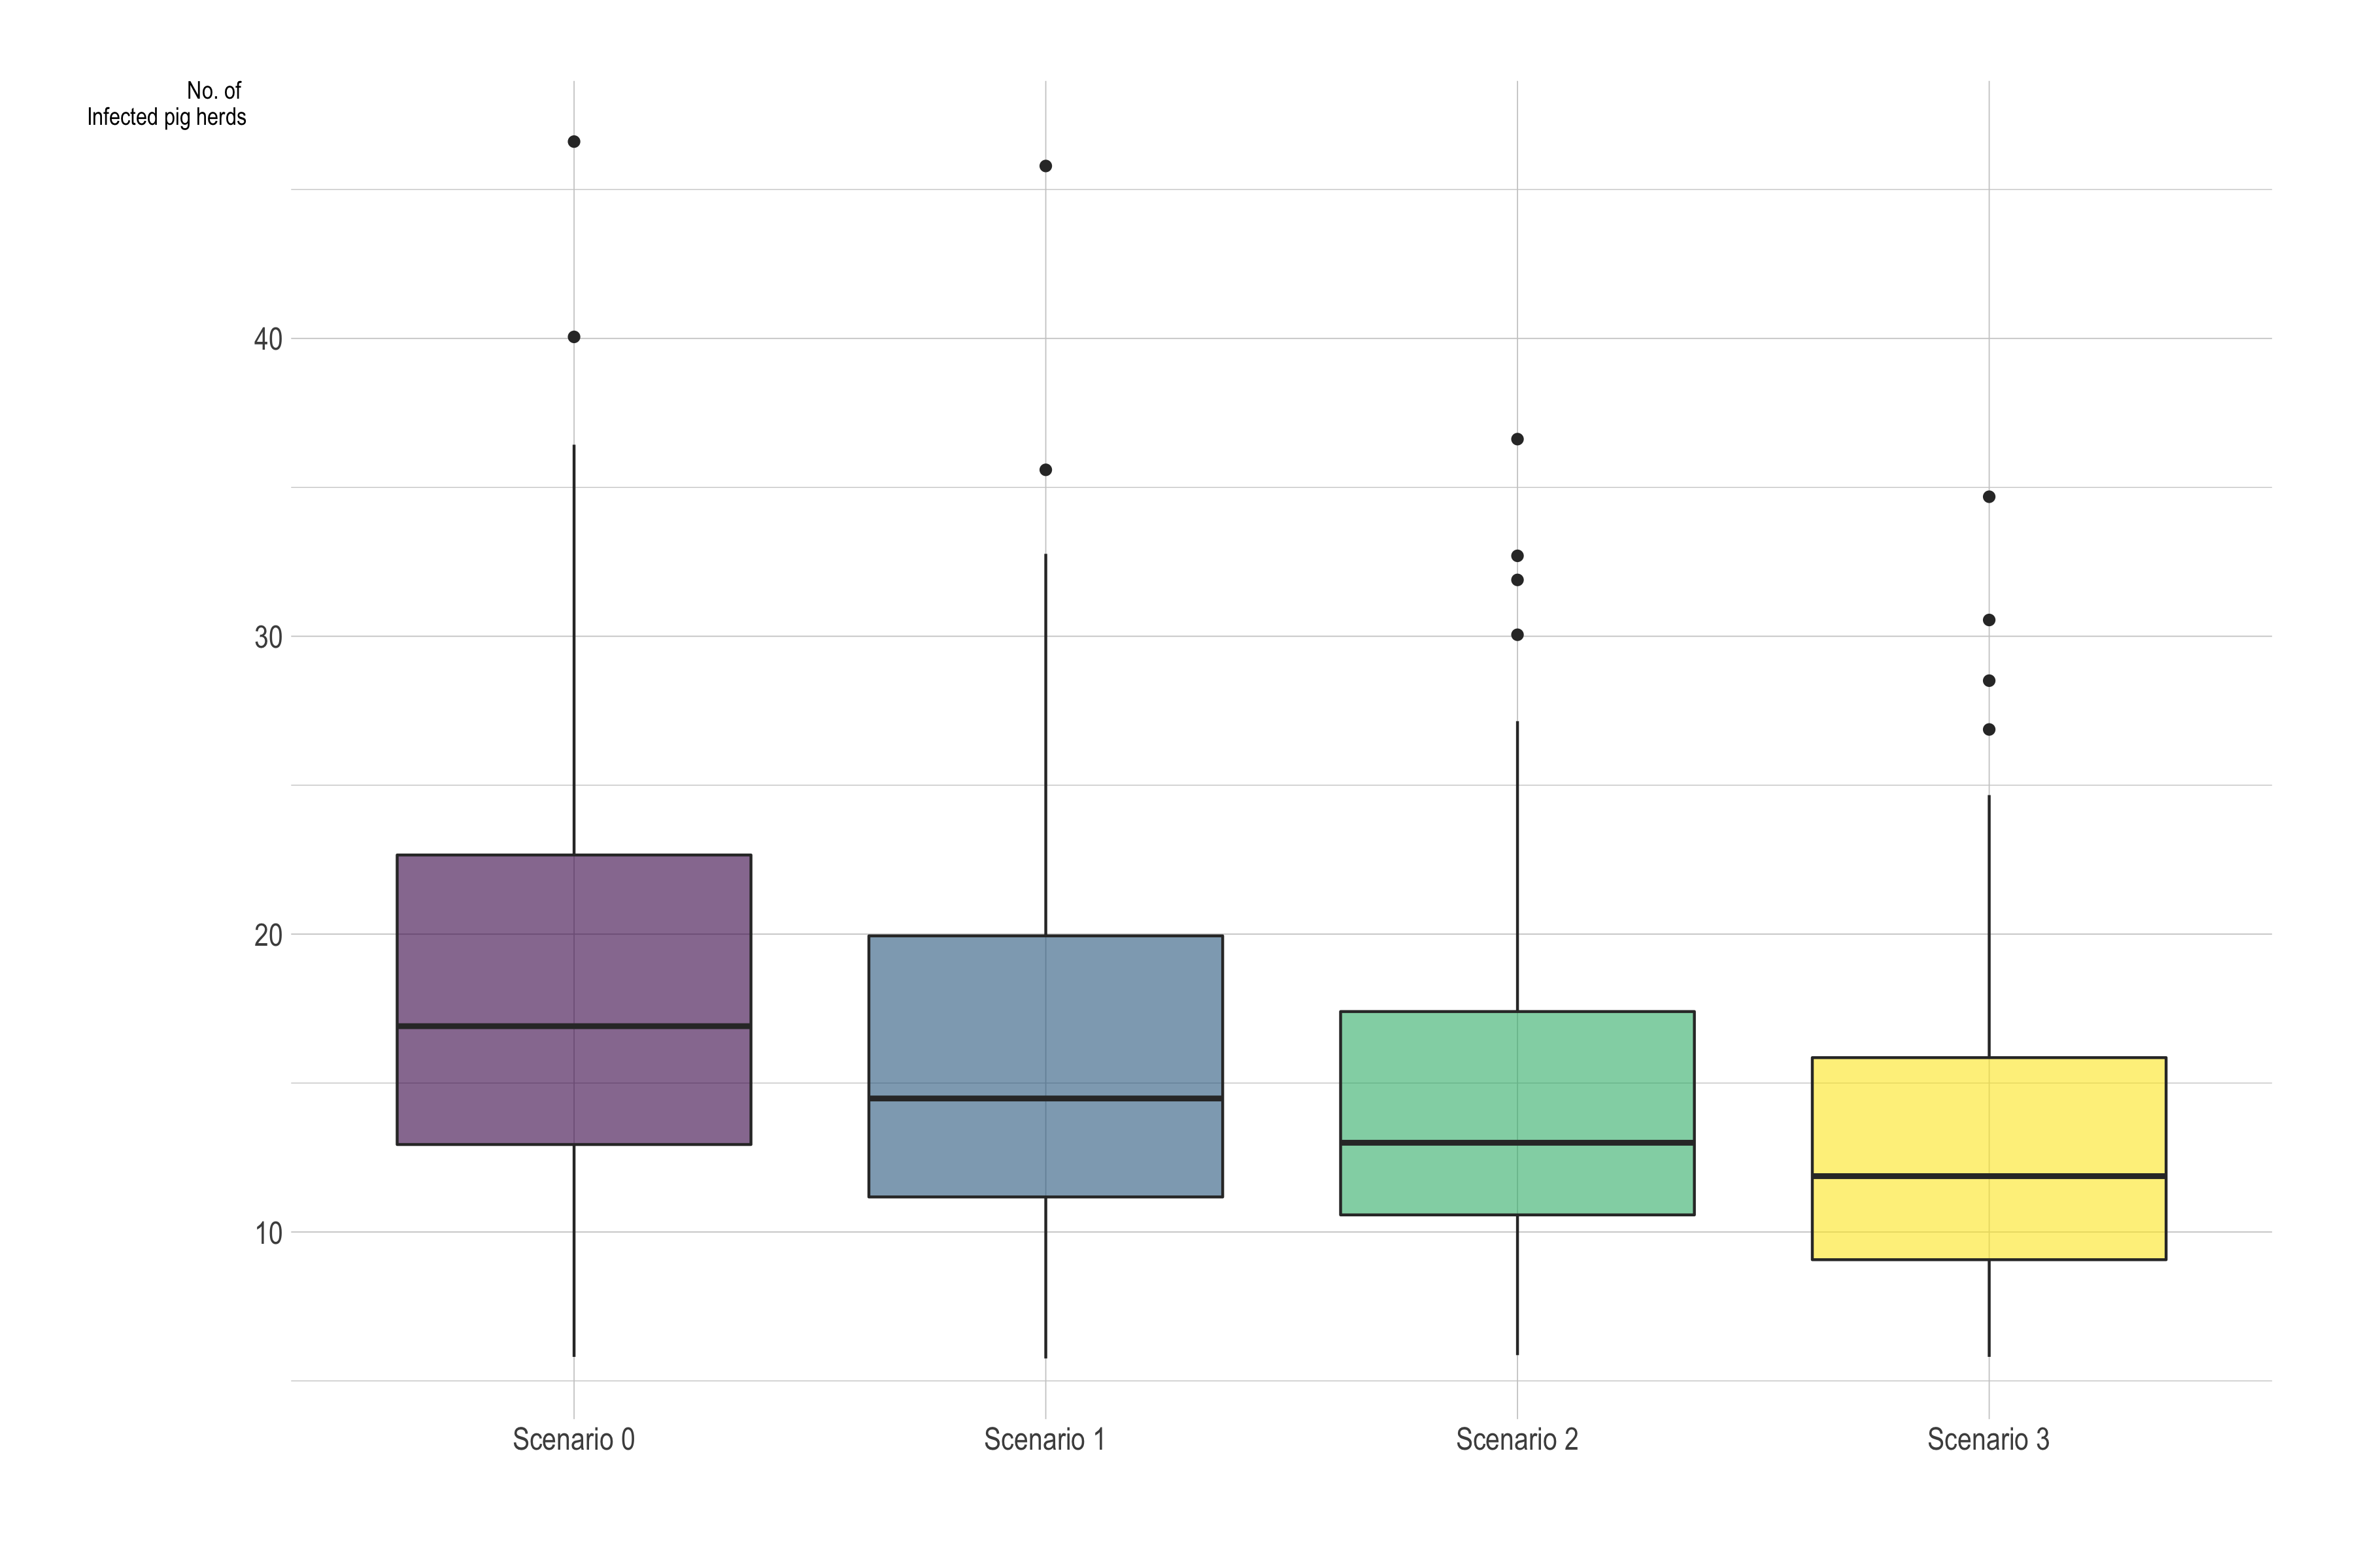 No. of
Infected pig herds
40
30
20
10
Scenario 0
Scenario 1
Scenario 2
Scenario 3